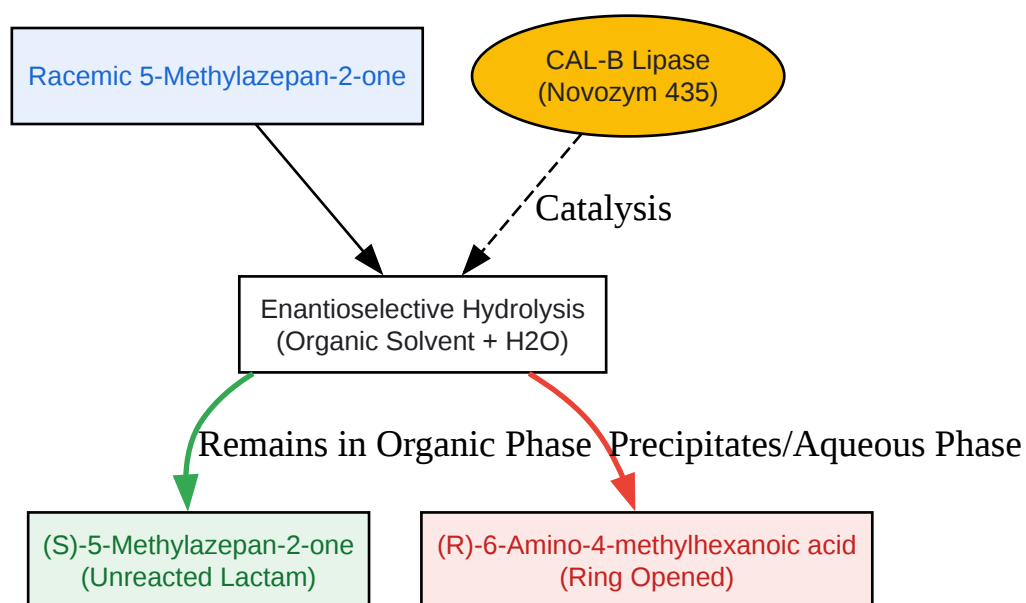 Racemic 5-Methylazepan-2-one
CAL-B Lipase
(Novozym 435)
Catalysis
Enantioselective Hydrolysis
(Organic Solvent + H2O)
Remains in Organic Phase
Precipitates/Aqueous Phase
(S)-5-Methylazepan-2-one
(Unreacted Lactam)
(R)-6-Amino-4-methylhexanoic acid
(Ring Opened)